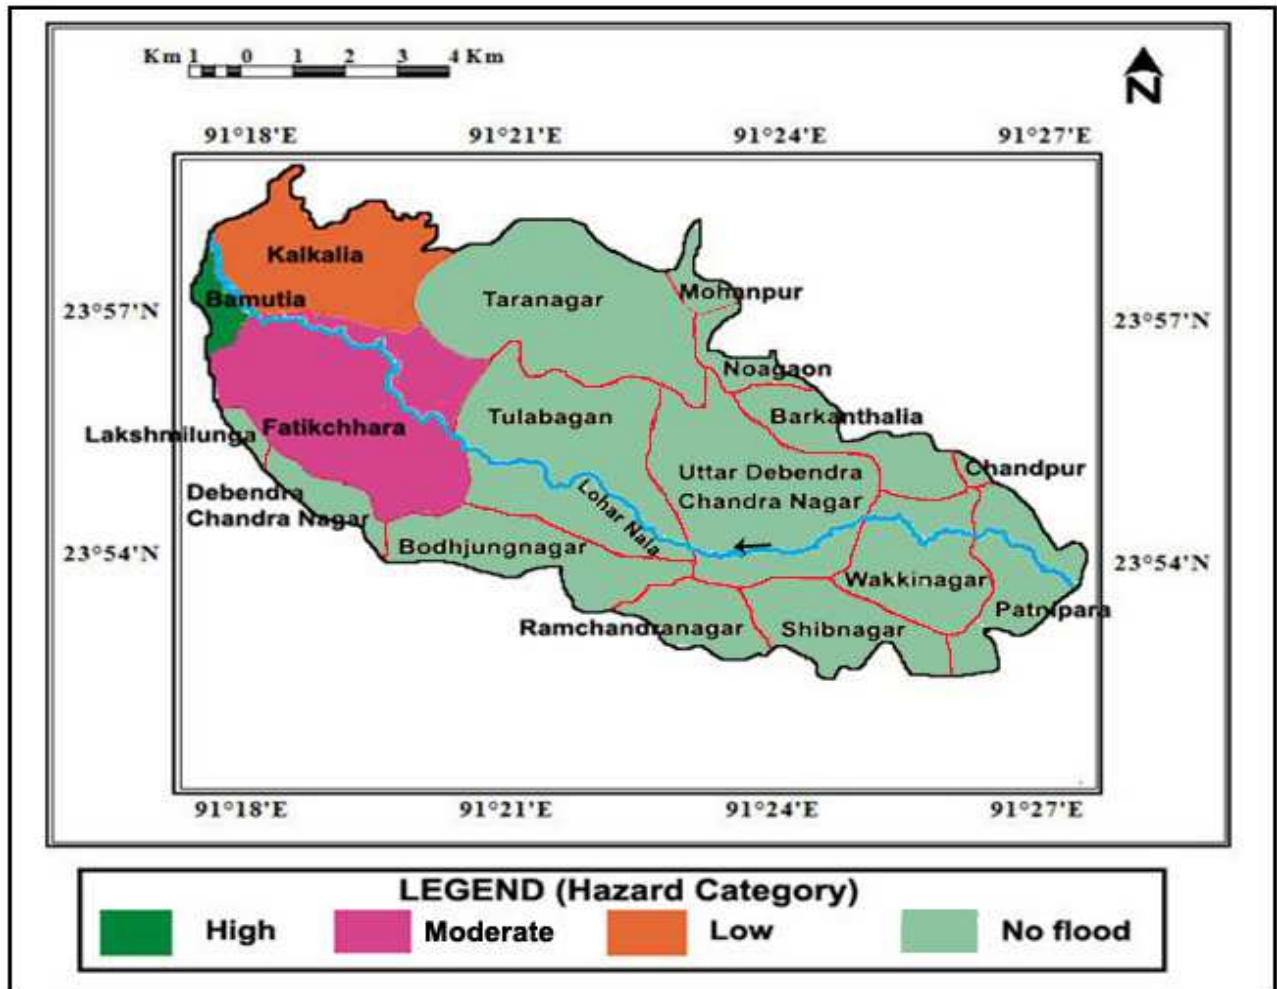 Km 1 0 1 2 3 4 Km
N
91°18'E 91°21'E 91°24'E 91°27'E
Kalkalia
Bamutia
Taranagar
Mohanpur
23°57'N
23°57'N
Noagaon
Barkanthalia
Tulabagan
Lakshmilunga
Fatikchhara
Uttar Debendra
Chandra Nagar
Chandpur
Debendra
Chandra Nagar
Lohar Nala
Bodhjungnagar
23°54'N
23°54'N
Wakkinagar
Patnipara
Ramchandranagar
Shibnagar
91°18'E 91°21'E 91°24'E 91°27'E
LEGEND (Hazard Category)
High Moderate Low No flood